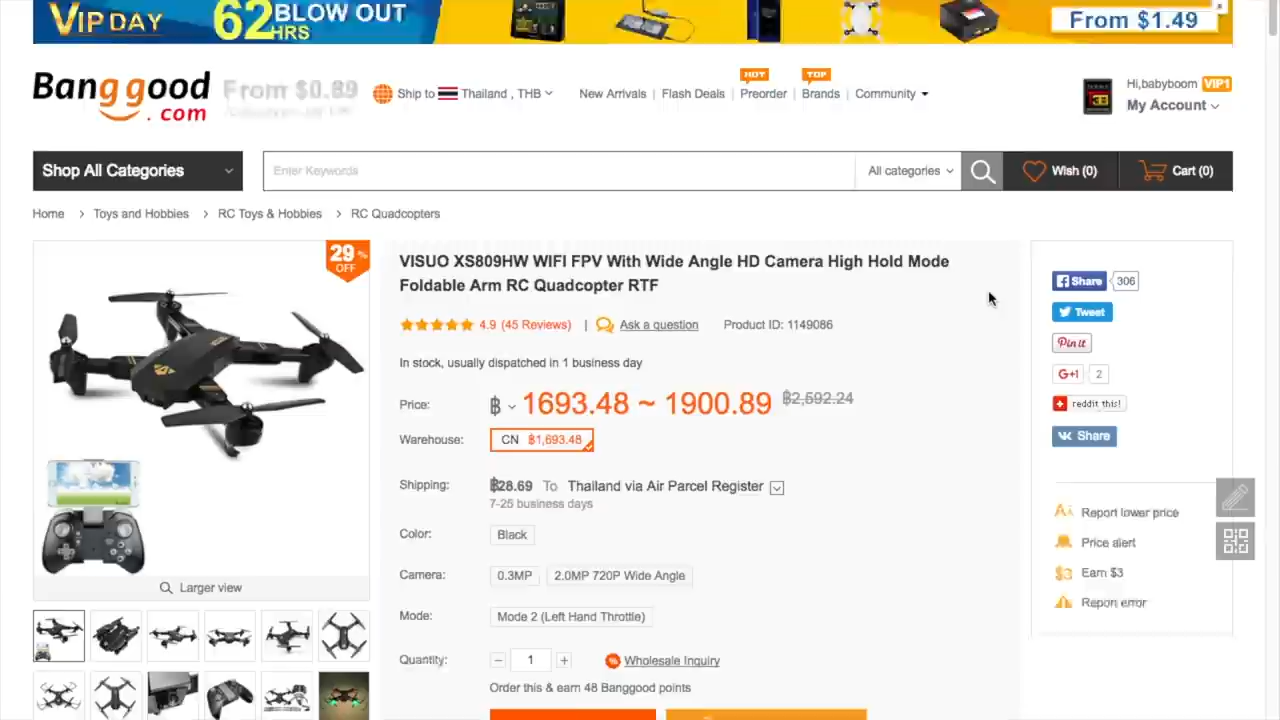 VIP DAY 62HRS BLOW OUT From $1.49
Banggood.com
From $0.89
Ship to Thailand , THB
New Arrivals | Flash Deals | Preorder | Brands | Community
HOT
TOP
Hi,babyboom VIP1
My Account
Shop All Categories
Enter Keywords
All categories
Wish (0)
Cart (0)
Home > Toys and Hobbies > RC Toys & Hobbies > RC Quadcopters
29% OFF
VISUO
Larger view
VISUO XS809HW WIFI FPV With Wide Angle HD Camera High Hold Mode
Foldable Arm RC Quadcopter RTF
4.9 (45 Reviews) | Ask a question Product ID: 1149086
In stock, usually dispatched in 1 business day
Price: ฿ 1693.48 ~ 1900.89 ฿2,592.24
Warehouse: CN ฿1,693.48
Shipping: ฿28.69 To Thailand via Air Parcel Register
7-25 business days
Color: Black
Camera: 0.3MP 2.0MP 720P Wide Angle
Mode: Mode 2 (Left Hand Throttle)
Quantity: − 1 + Wholesale Inquiry
Order this & earn 48 Banggood points
Share 306
Tweet
Pin it
G+1 2
reddit this!
Share
Report lower price
Price alert
Earn $3
Report error